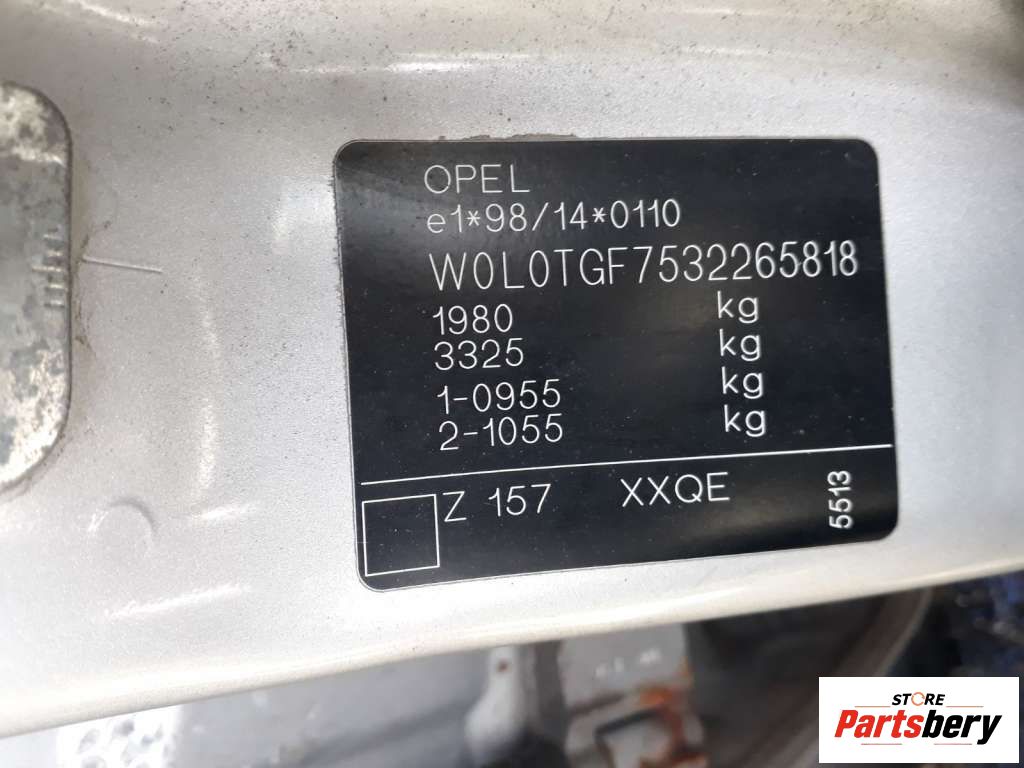 OPEL
e1*98/14*0110
W0L0TGF7532265818
1980 kg
3325 kg
1-0955 kg
2-1055 kg
Z 157 XXQE
5513
STORE
Partsbery